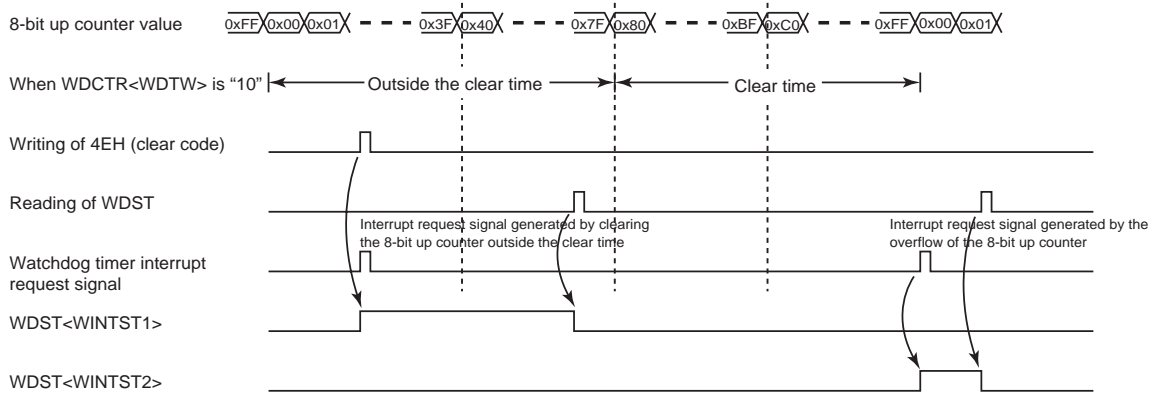 8-bit up counter value
0xFF 0x00 0x01 0x3F 0x40 0x7F 0x80 0xBF 0xC0 0xFF 0x00 0x01
When WDCTR<WDTW> is “10”
Outside the clear time
Clear time
Writing of 4EH (clear code)
Reading of WDST
Interrupt request signal generated by clearing
the 8-bit up counter outside the clear time
Interrupt request signal generated by the
overflow of the 8-bit up counter
Watchdog timer interrupt
request signal
WDST<WINTST1>
WDST<WINTST2>